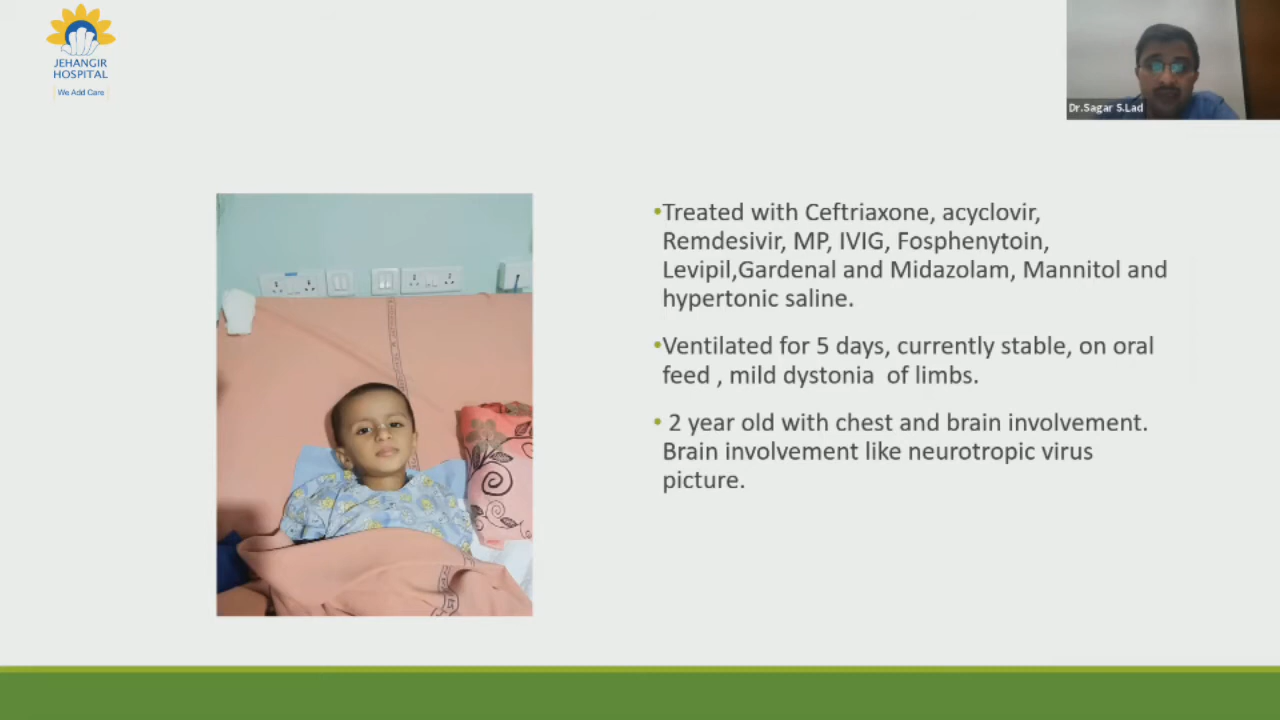 JEHANGIR
HOSPITAL
We Add Care
Dr.Sagar S.Lad
•Treated with Ceftriaxone, acyclovir,
Remdesivir, MP, IVIG, Fosphenytoin,
Levipil,Gardenal and Midazolam, Mannitol and
hypertonic saline.
•Ventilated for 5 days, currently stable, on oral
feed , mild dystonia  of limbs.
• 2 year old with chest and brain involvement.
Brain involvement like neurotropic virus
picture.